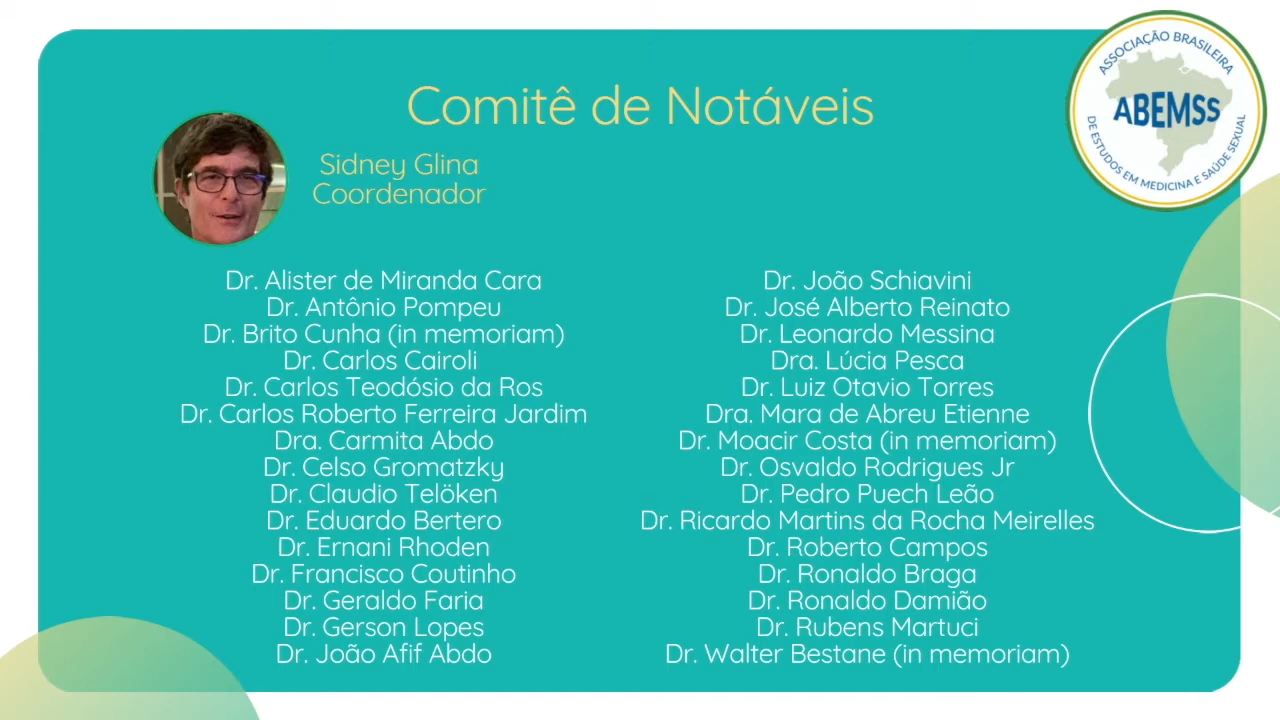 Comitê de Notáveis
Sidney Glina
Coordenador
ASSOCIAÇÃO BRASILEIRA
ABEMSS
DE ESTUDOS EM MEDICINA E SAÚDE SEXUAL
Dr. Alister de Miranda Cara
Dr. Antônio Pompeu
Dr. Brito Cunha (in memoriam)
Dr. Carlos Cairoli
Dr. Carlos Teodósio da Ros
Dr. Carlos Roberto Ferreira Jardim
Dra. Carmita Abdo
Dr. Celso Gromatzky
Dr. Claudio Telöken
Dr. Eduardo Bertero
Dr. Ernani Rhoden
Dr. Francisco Coutinho
Dr. Geraldo Faria
Dr. Gerson Lopes
Dr. João Afif Abdo
Dr. João Schiavini
Dr. José Alberto Reinato
Dr. Leonardo Messina
Dra. Lúcia Pesca
Dr. Luiz Otavio Torres
Dra. Mara de Abreu Etienne
Dr. Moacir Costa (in memoriam)
Dr. Osvaldo Rodrigues Jr
Dr. Pedro Puech Leão
Dr. Ricardo Martins da Rocha Meirelles
Dr. Roberto Campos
Dr. Ronaldo Braga
Dr. Ronaldo Damião
Dr. Rubens Martuci
Dr. Walter Bestane (in memoriam)